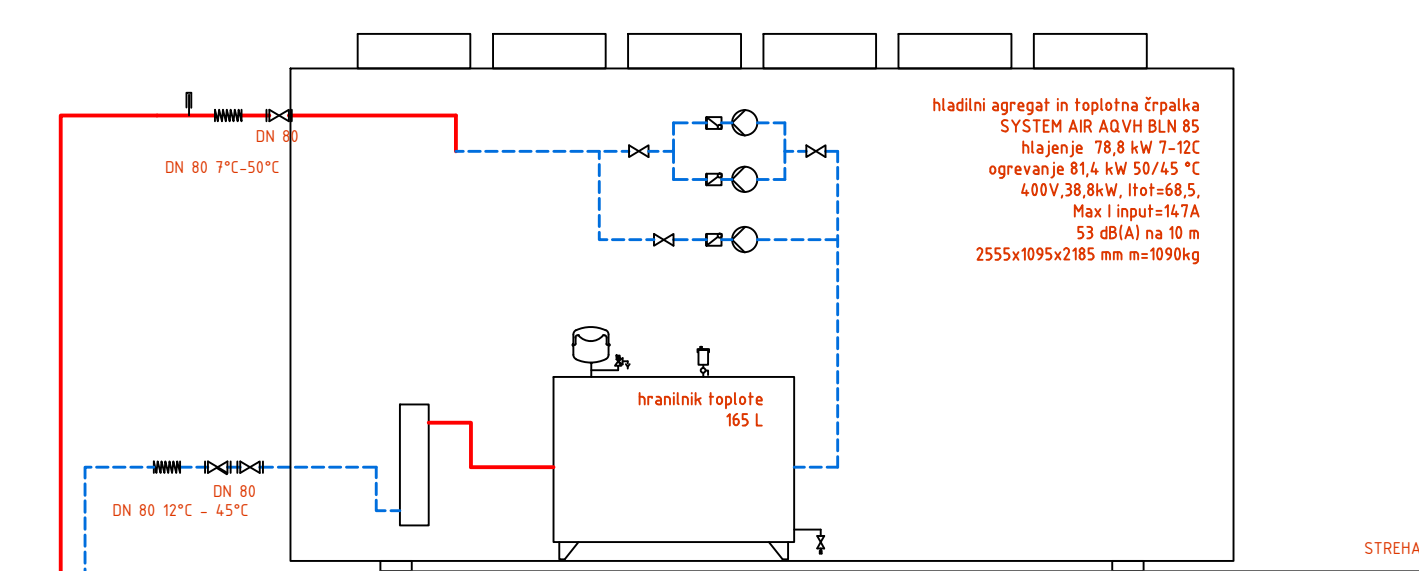 hladilni agregat in toplotna črpalka
SYSTEM AIR AQVH BLN 85
hlajenje 78,8 kW 7-12C
ogrevanje 81,4 kW 50/45 °C
400V,38,8kW, Itot=68,5,
Max I input=147A
53 dB(A) na 10 m
2555x1095x2185 mm m=1090kg
DN 80
DN 80 7°C-50°C
hranilnik toplote
165 L
DN 80
DN 80 12°C - 45°C
STREHA